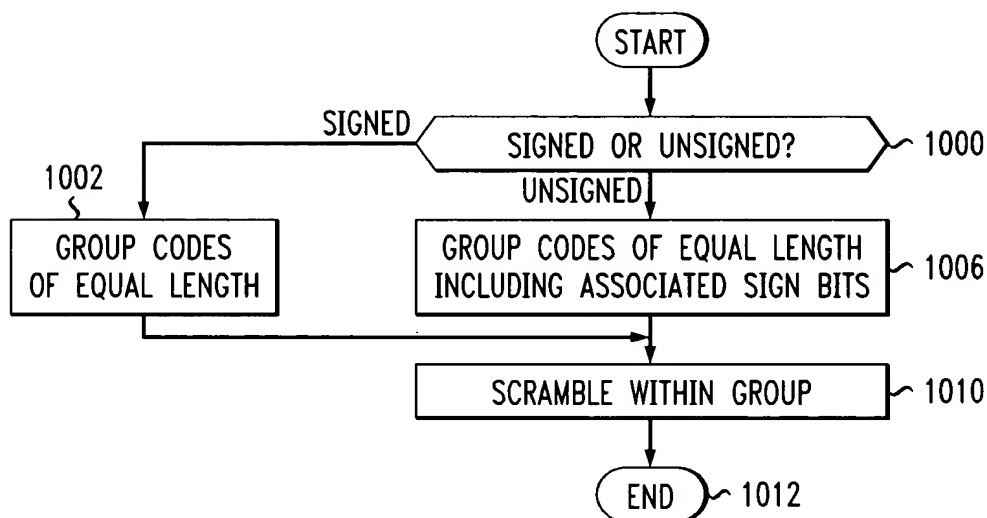 START
SIGNED
SIGNED OR UNSIGNED?
1000
1002
UNSIGNED
GROUP CODES
OF EQUAL LENGTH
GROUP CODES OF EQUAL LENGTH
INCLUDING ASSOCIATED SIGN BITS
1006
SCRAMBLE WITHIN GROUP
1010
END
1012